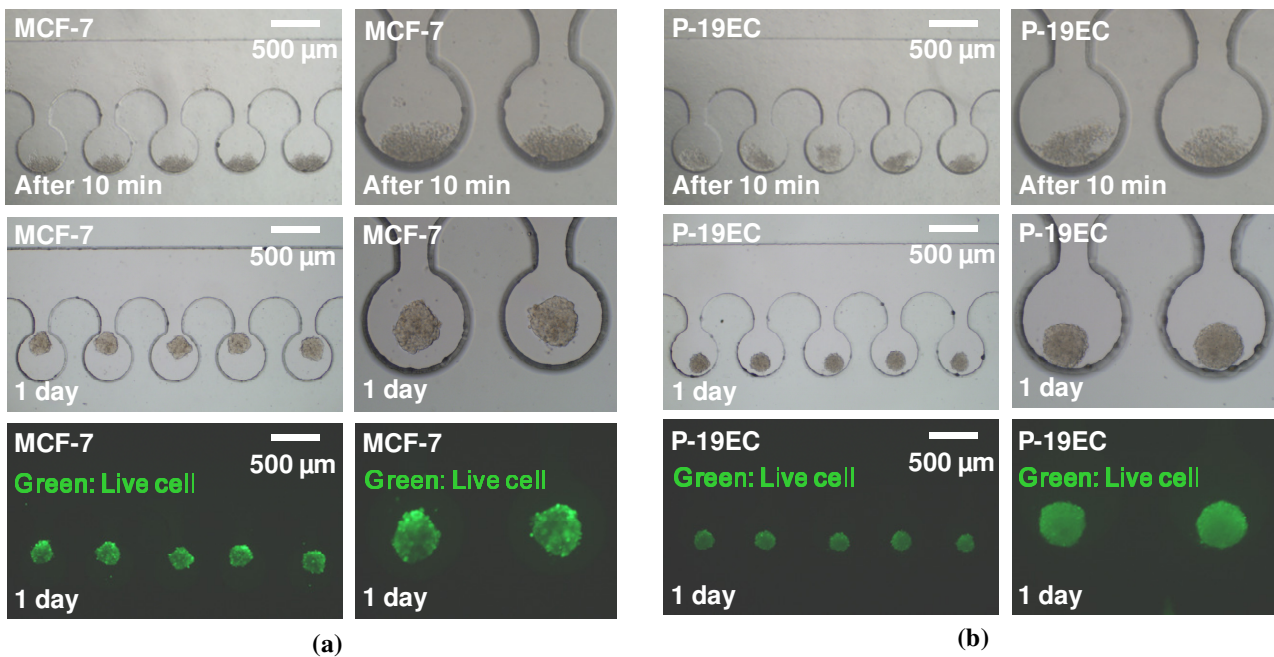 MCF-7
500 µm
After 10 min
MCF-7
After 10 min
MCF-7
500 µm
1 day
MCF-7
1 day
MCF-7
500 µm
Green: Live cell
1 day
MCF-7
Green: Live cell
1 day
(a)
P-19EC
500 µm
After 10 min
P-19EC
After 10 min
P-19EC
500 µm
1 day
P-19EC
1 day
P-19EC
500 µm
Green: Live cell
1 day
P-19EC
Green: Live cell
1 day
(b)